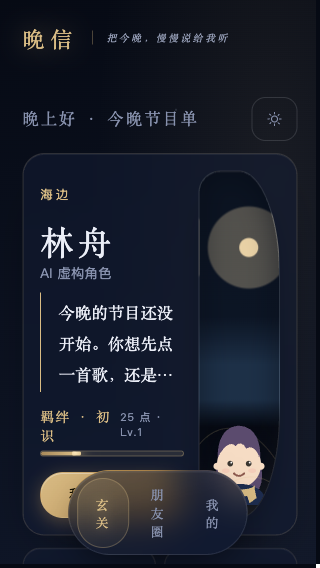 晚信
把今晚，慢慢说给我听
晚上好 · 今晚节目单
海边
林舟
AI 虚构角色
今晚的节目还没
开始。你想先点
一首歌，还是…
羁绊 · 初识
25 点 · Lv.1
玄关
朋友圈
我的